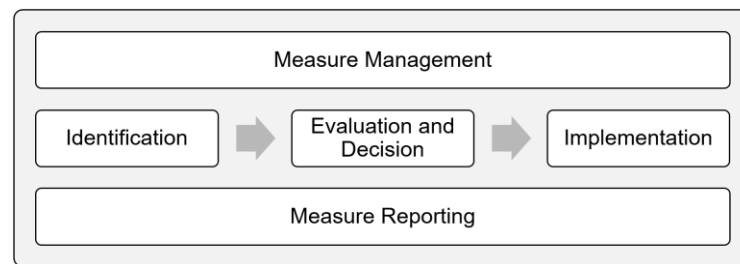 Measure Management
Identification
Evaluation and
Decision
Implementation
Measure Reporting